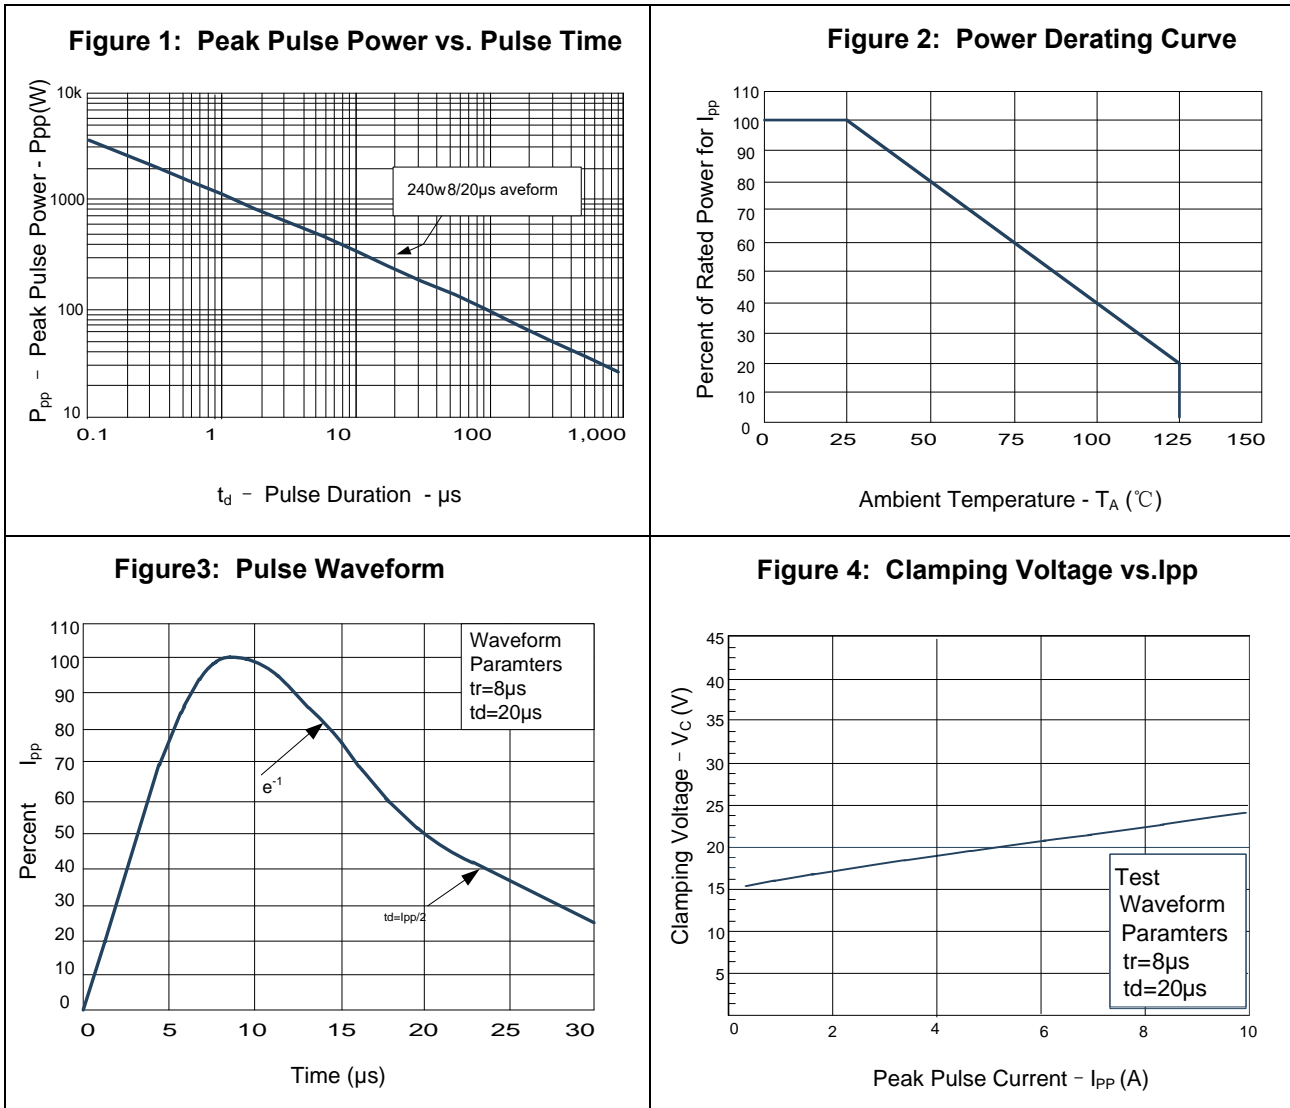 Figure 1: Peak Pulse Power vs. Pulse Time
Ppp – Peak Pulse Power - Ppp(W)
10k
1000
100
10
240w8/20µs aveform
0.1 1 10 100 1,000
td – Pulse Duration - µs
Figure 2: Power Derating Curve
Percent of Rated Power for Ipp
110
100
90
80
70
60
50
40
30
20
10
0
0 25 50 75 100 125 150
Ambient Temperature - TA (℃)
Figure3: Pulse Waveform
Percent Ipp
110
100
90
80
70
60
50
40
30
20
10
0
Waveform
Paramters
tr=8µs
td=20µs
e-1
td=Ipp/2
0 5 10 15 20 25 30
Time (µs)
Figure 4: Clamping Voltage vs.Ipp
Clamping Voltage – VC (V)
45
40
35
30
25
20
15
10
5
Test
Waveform
Paramters
tr=8µs
td=20µs
0 2 4 6 8 10
Peak Pulse Current – IPP (A)